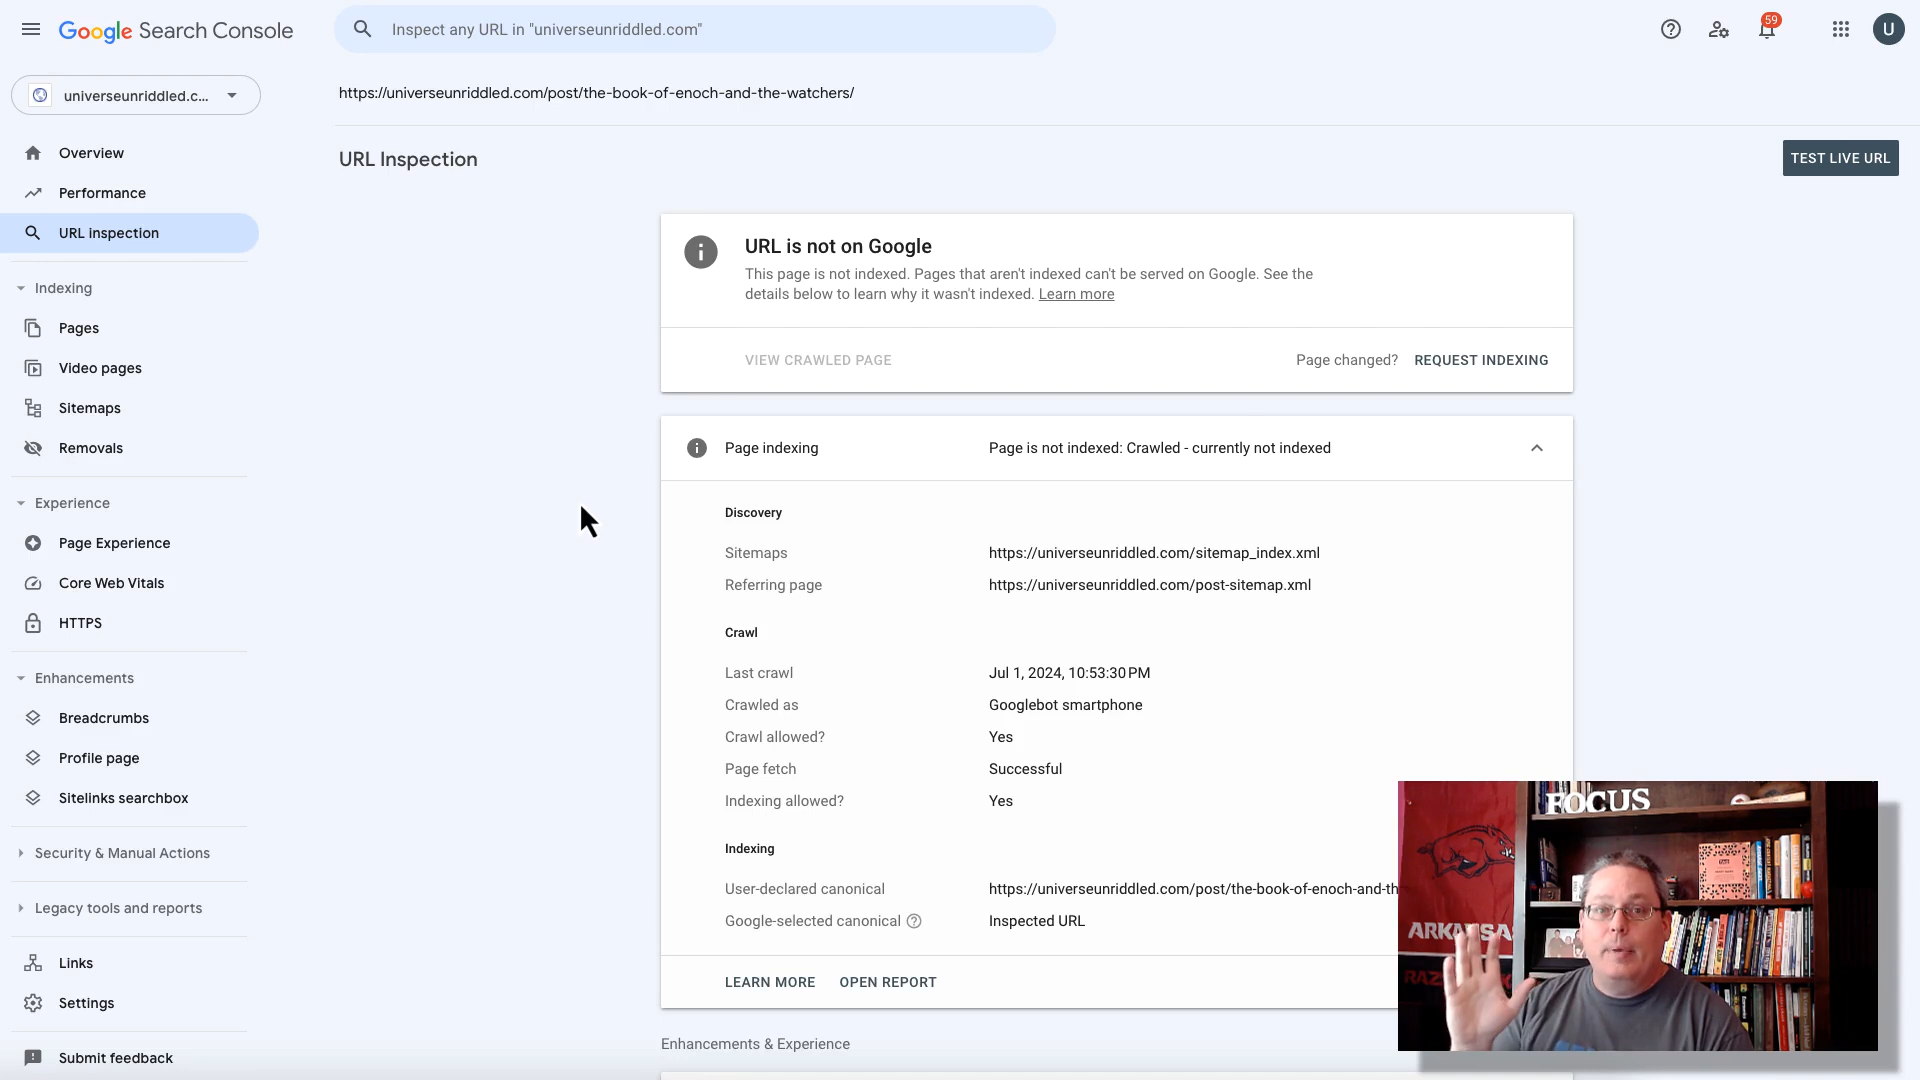 Google Search Console
Inspect any URL in "universeunriddled.com"
59
U
universeunriddled.c...
https://universeunriddled.com/post/the-book-of-enoch-and-the-watchers/
Overview
Performance
URL inspection
Indexing
Pages
Video pages
Sitemaps
Removals
Experience
Page Experience
Core Web Vitals
HTTPS
Enhancements
Breadcrumbs
Profile page
Sitelinks searchbox
Security & Manual Actions
Legacy tools and reports
Links
Settings
Submit feedback
URL Inspection
TEST LIVE URL
URL is not on Google
This page is not indexed. Pages that aren't indexed can't be served on Google. See the
details below to learn why it wasn't indexed. Learn more
VIEW CRAWLED PAGE
Page changed? REQUEST INDEXING
Page indexing
Page is not indexed: Crawled - currently not indexed
Discovery
Sitemaps
https://universeunriddled.com/sitemap_index.xml
Referring page
https://universeunriddled.com/post-sitemap.xml
Crawl
Last crawl
Jul 1, 2024, 10:53:30 PM
Crawled as
Googlebot smartphone
Crawl allowed?
Yes
Page fetch
Successful
Indexing allowed?
Yes
Indexing
User-declared canonical
https://universeunriddled.com/post/the-book-of-enoch-and-th
Google-selected canonical
Inspected URL
LEARN MORE OPEN REPORT
Enhancements & Experience
FOCUS